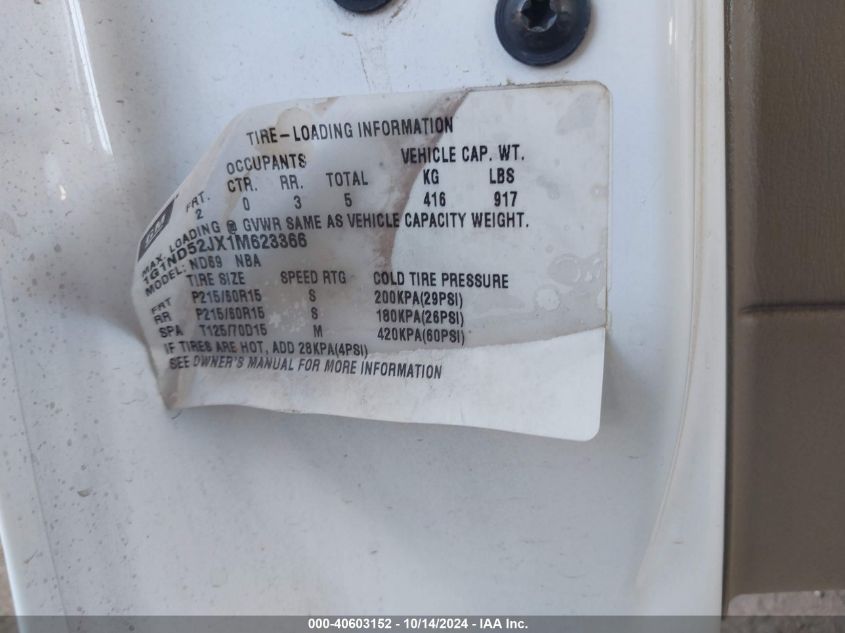 TIRE-LOADING INFORMATION
OCCUPANTS VEHICLE CAP. WT.
FRT. CTR. RR. TOTAL KG LBS
2 0 3 5 416 917
GM
MAX. LOADING @ GVWR SAME AS VEHICLE CAPACITY WEIGHT.
1G1ND52JX1M623366
MODEL: ND69 NBA
TIRE SIZE SPEED RTG COLD TIRE PRESSURE
FRT P215/60R15 S 200KPA(29PSI)
RR P215/60R15 S 180KPA(26PSI)
SPA T125/70D15 M 420KPA(60PSI)
IF TIRES ARE HOT, ADD 28KPA(4PSI)
SEE OWNER'S MANUAL FOR MORE INFORMATION
000-40603152 - 10/14/2024 - IAA Inc.